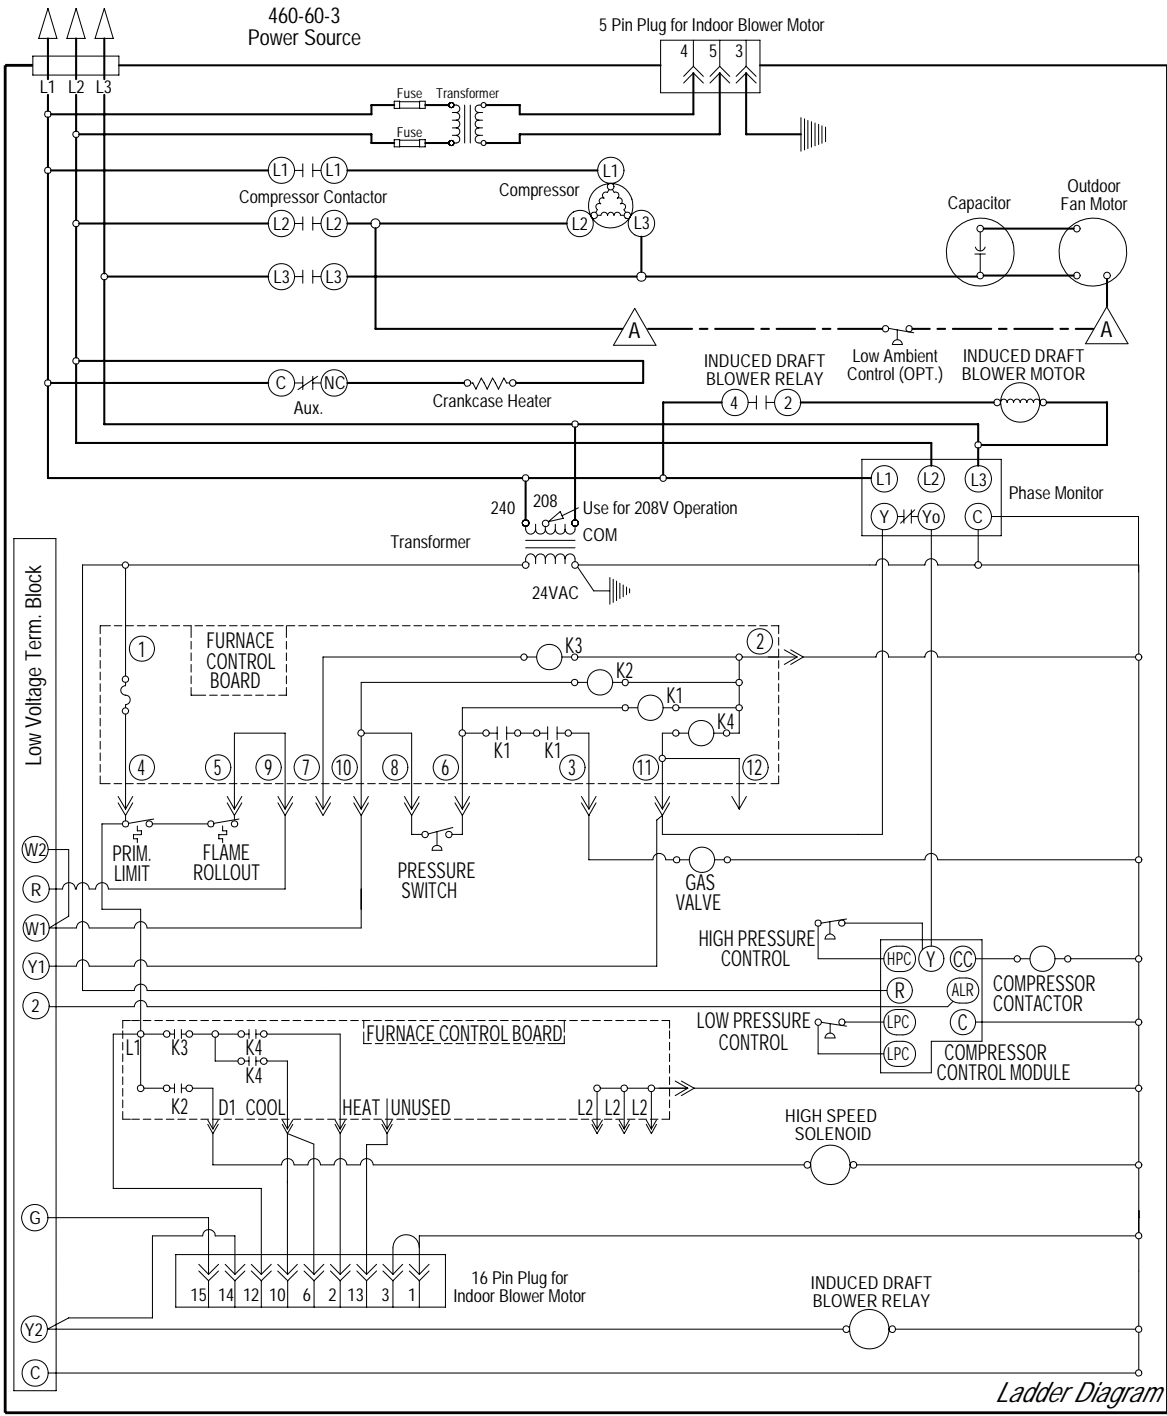 460-60-3
Power Source
5 Pin Plug for Indoor Blower Motor
4 5 3
L1 L2 L3
Fuse Transformer
Fuse
L1 L1 L1
Compressor Contactor
Compressor
L2 L2 L2 L3
L3 L3
Capacitor
Outdoor
Fan Motor
A A
Low Ambient
Control (OPT.)
INDUCED DRAFT
BLOWER RELAY
INDUCED DRAFT
BLOWER MOTOR
C NC
Aux.
Crankcase Heater
4 2
L1 L2 L3
Phase Monitor
Y Yo C
240 208
Use for 208V Operation
COM
Transformer
24VAC
Low Voltage Term. Block
FURNACE
CONTROL
BOARD
1 2
K3
K2
K1
K4
K1 K1
4 5 9 7 10 8 6 3 11 12
PRIM.
LIMIT
FLAME
ROLLOUT
PRESSURE
SWITCH
GAS
VALVE
W2
R
W1
Y1
2
HIGH PRESSURE
CONTROL
HPC Y CC
R ALR
COMPRESSOR
CONTACTOR
LOW PRESSURE
CONTROL
LPC C
LPC
COMPRESSOR
CONTROL MODULE
FURNACE CONTROL BOARD
L1 K3 K4
K4
K2
D1 COOL HEAT UNUSED
L2 L2 L2
HIGH SPEED
SOLENOID
G
15 14 12 10 6 2 13 3 1
16 Pin Plug for
Indoor Blower Motor
INDUCED DRAFT
BLOWER RELAY
Y2
C
Ladder Diagram